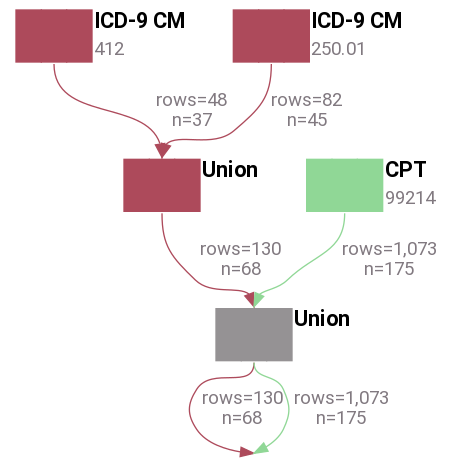 ICD-9 CM
412
ICD-9 CM
250.01
rows=48
n=37
rows=82
n=45
Union
CPT
99214
rows=130
n=68
rows=1,073
n=175
Union
rows=130
n=68
rows=1,073
n=175